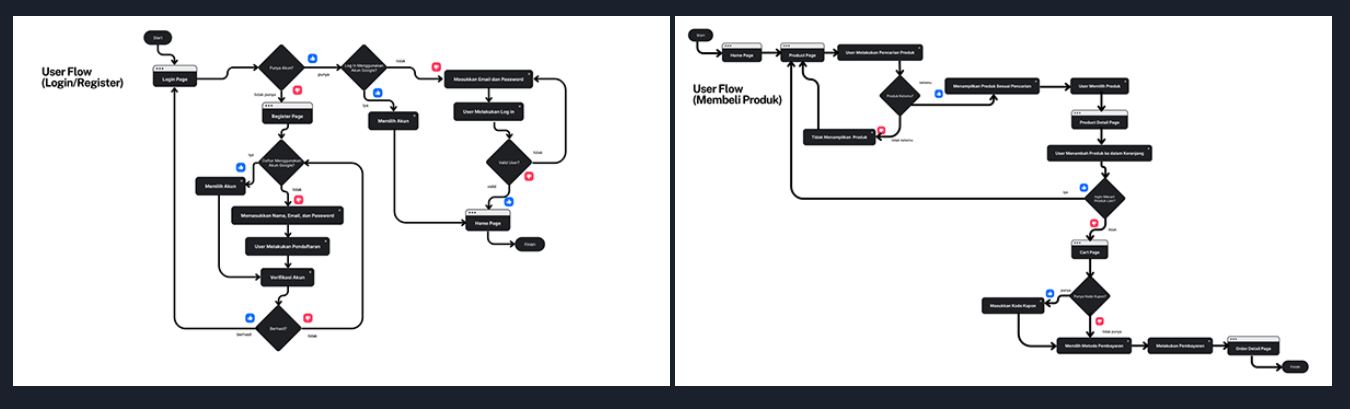 User Flow
(Login/Register)
Start
Login Page
Punya Akun?
punya
tidak punya
Log In Menggunakan
Akun Google?
tidak
iya
Memilih Akun
Masukkan Email dan Password
User Melakukan Log in
Valid User?
tidak
valid
Home Page
Finish
Register Page
Daftar Menggunakan
Akun Google?
iya
tidak
Memilih Akun
Memasukkan Nama, Email, dan Password
User Melakukan Pendaftaran
Verifikasi Akun
Berhasil?
berhasil
tidak
User Flow
(Membeli Produk)
Start
Home Page
Product Page
User Melakukan Pencarian Produk
Produk Ketemu?
ketemu
tidak ketemu
Tidak Menampilkan Produk
Menampilkan Produk Sesuai Pencarian
User Memilih Produk
Product Detail Page
User Menambah Produk ke dalam Keranjang
Ingin Mencari
Produk Lain?
iya
tidak
Cart Page
Punya Kode Kupon?
punya
tidak punya
Masukkan Kode Kupon
Memilih Metode Pembayaran
Melakukan Pembayaran
Order Detail Page
Finish